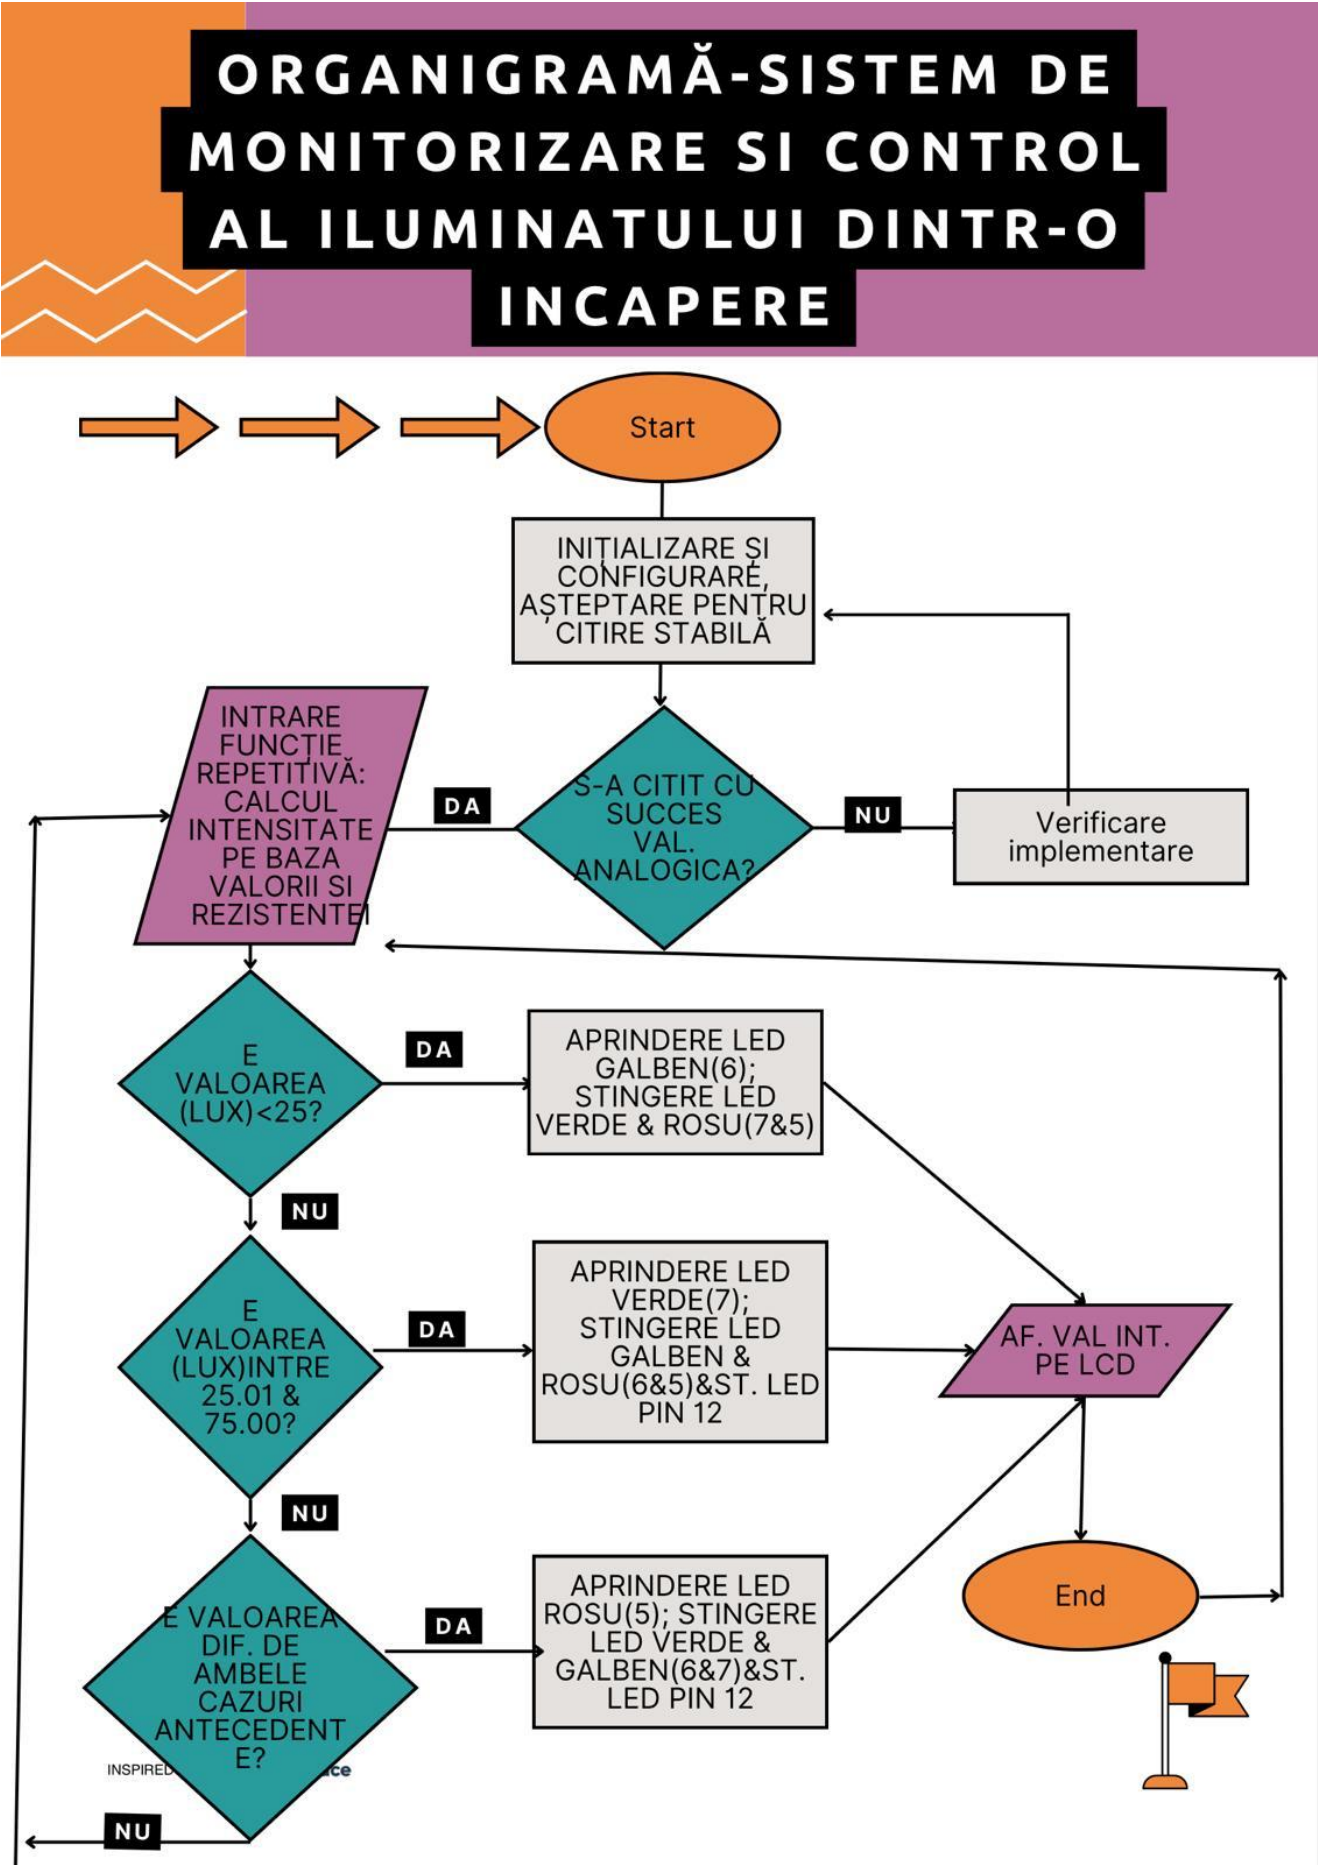 ORGANIGRAMĂ-SISTEM DE
MONITORIZARE SI CONTROL
AL ILUMINATULUI DINTR-O
INCAPERE
Start
INIȚIALIZARE ȘI
CONFIGURARE,
AȘTEPTARE PENTRU
CITIRE STABILĂ
INTRARE
FUNCȚIE
REPETITIVĂ:
CALCUL
INTENSITATE
PE BAZA
VALORII SI
REZISTENTEI
DA
S-A CITIT CU
SUCCES
VAL.
ANALOGICA?
NU
Verificare
implementare
E
VALOAREA
(LUX)<25?
DA
APRINDERE LED
GALBEN(6);
STINGERE LED
VERDE & ROSU(7&5)
NU
E
VALOAREA
(LUX)INTRE
25.01 &
75.00?
DA
APRINDERE LED
VERDE(7);
STINGERE LED
GALBEN &
ROSU(6&5)&ST. LED
PIN 12
AF. VAL INT.
PE LCD
NU
E VALOAREA
DIF. DE
AMBELE
CAZURI
ANTECEDENT
E?
DA
APRINDERE LED
ROSU(5); STINGERE
LED VERDE &
GALBEN(6&7)&ST.
LED PIN 12
End
INSPIRED
NU